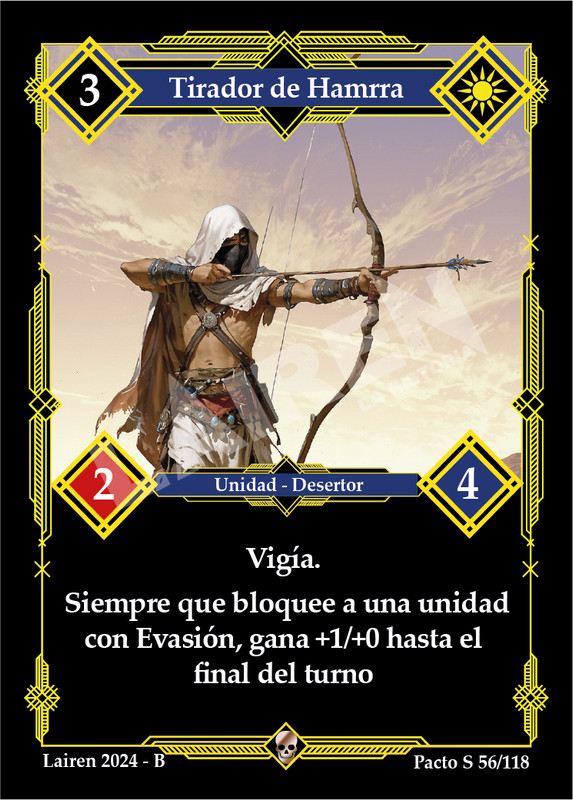 3
Tirador de Hamrra
2
Unidad - Desertor
4
Vigía.
Siempre que bloquee a una unidad
con Evasión, gana +1/+0 hasta el
final del turno
Lairen 2024 - B
Pacto S 56/118